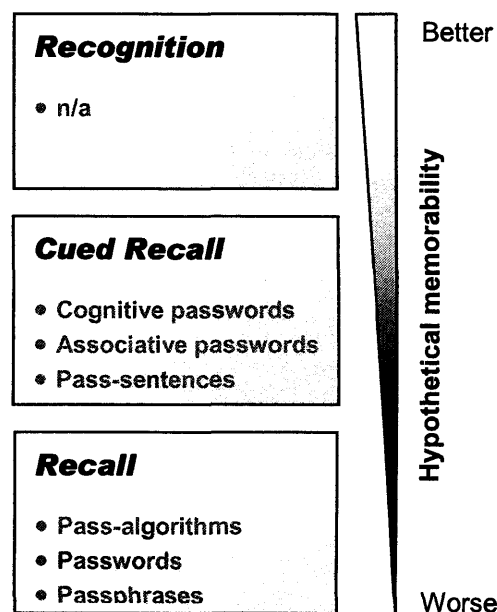 Recognition
• n/a
Cued Recall
• Cognitive passwords
• Associative passwords
• Pass-sentences
Recall
• Pass-algorithms
• Passwords
• Passphrases
Better
Hypothetical memorability
Worse